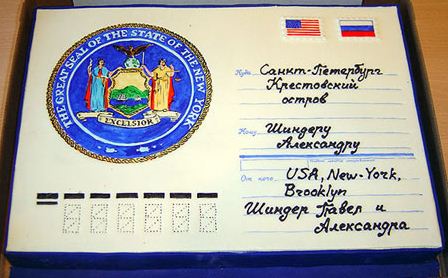 THE GREAT SEAL OF THE STATE OF THE NEW YORK
EXCELSIOR
Куда
Санкт-Петербург
Крестовский
остров
Кому
Шиндеру
Александру
От кого
USA, New-York,
Brooklyn
Шиндер Павел и
Александра